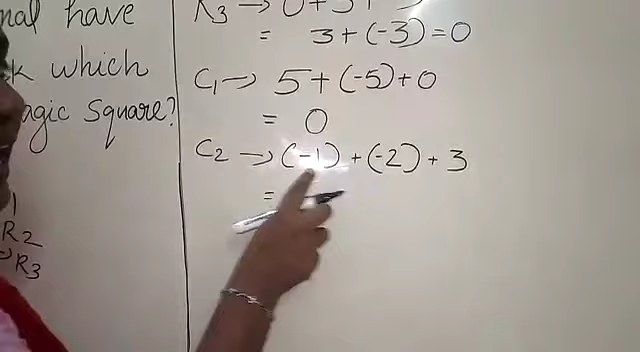 nal have
k which
agic square?
1
R2
R3
R3 → 0+3+
= 3+(-3)=0
C1 → 5+(-5)+0
= 0
C2 → (-1)+(-2)+3
=